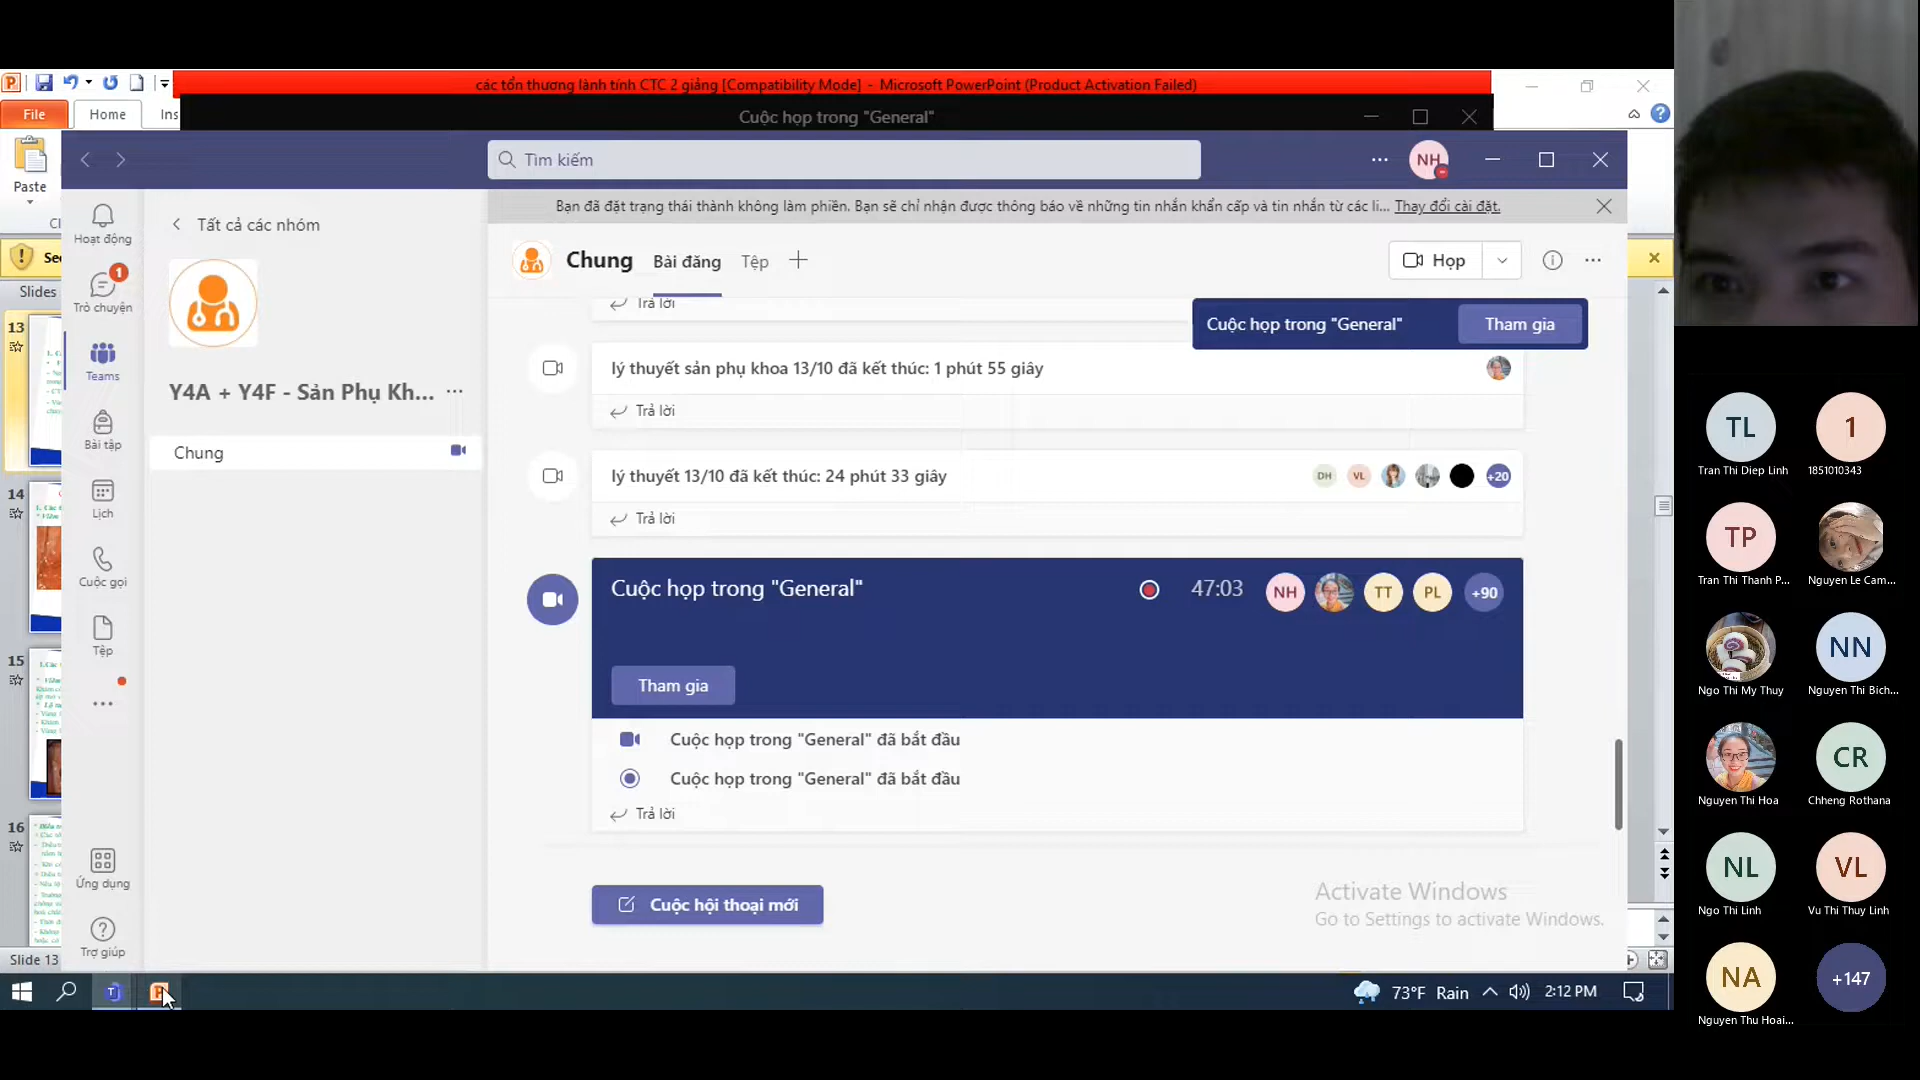 các tổn thương lành tính CTC 2 giảng [Compatibility Mode] - Microsoft PowerPoint (Product Activation Failed)
File
Home
Ins
Cuộc họp trong "General"
Paste
Tìm kiếm
NH
Bạn đã đặt trạng thái thành không làm phiền. Bạn sẽ chỉ nhận được thông báo về những tin nhắn khẩn cấp và tin nhắn từ các li... Thay đổi cài đặt.
Hoạt động
1
Trò chuyện
Teams
Bài tập
Lịch
Cuộc gọi
Tệp
Ứng dụng
Trợ giúp
Tất cả các nhóm
Y4A + Y4F - Sản Phụ Kh...
Chung
Chung
Bài đăng
Tệp
Họp
Trả lời
Cuộc họp trong "General"
Tham gia
lý thuyết sản phụ khoa 13/10 đã kết thúc: 1 phút 55 giây
Trả lời
lý thuyết 13/10 đã kết thúc: 24 phút 33 giây
DH
VL
+20
Trả lời
Cuộc họp trong "General"
47:03
NH
TT
PL
+90
Tham gia
Cuộc họp trong "General" đã bắt đầu
Cuộc họp trong "General" đã bắt đầu
Trả lời
Cuộc hội thoại mới
Activate Windows
Go to Settings to activate Windows.
Slides
13
14
15
16
Slide 13
73°F Rain
2:12 PM
TL
Tran Thi Diep Linh
1
1851010343
TP
Tran Thi Thanh P...
Nguyen Le Cam...
Ngo Thi My Thuy
NN
Nguyen Thi Bich...
Nguyen Thi Hoa
CR
Chheng Rothana
NL
Ngo Thi Linh
VL
Vu Thi Thuy Linh
NA
Nguyen Thu Hoai...
+147